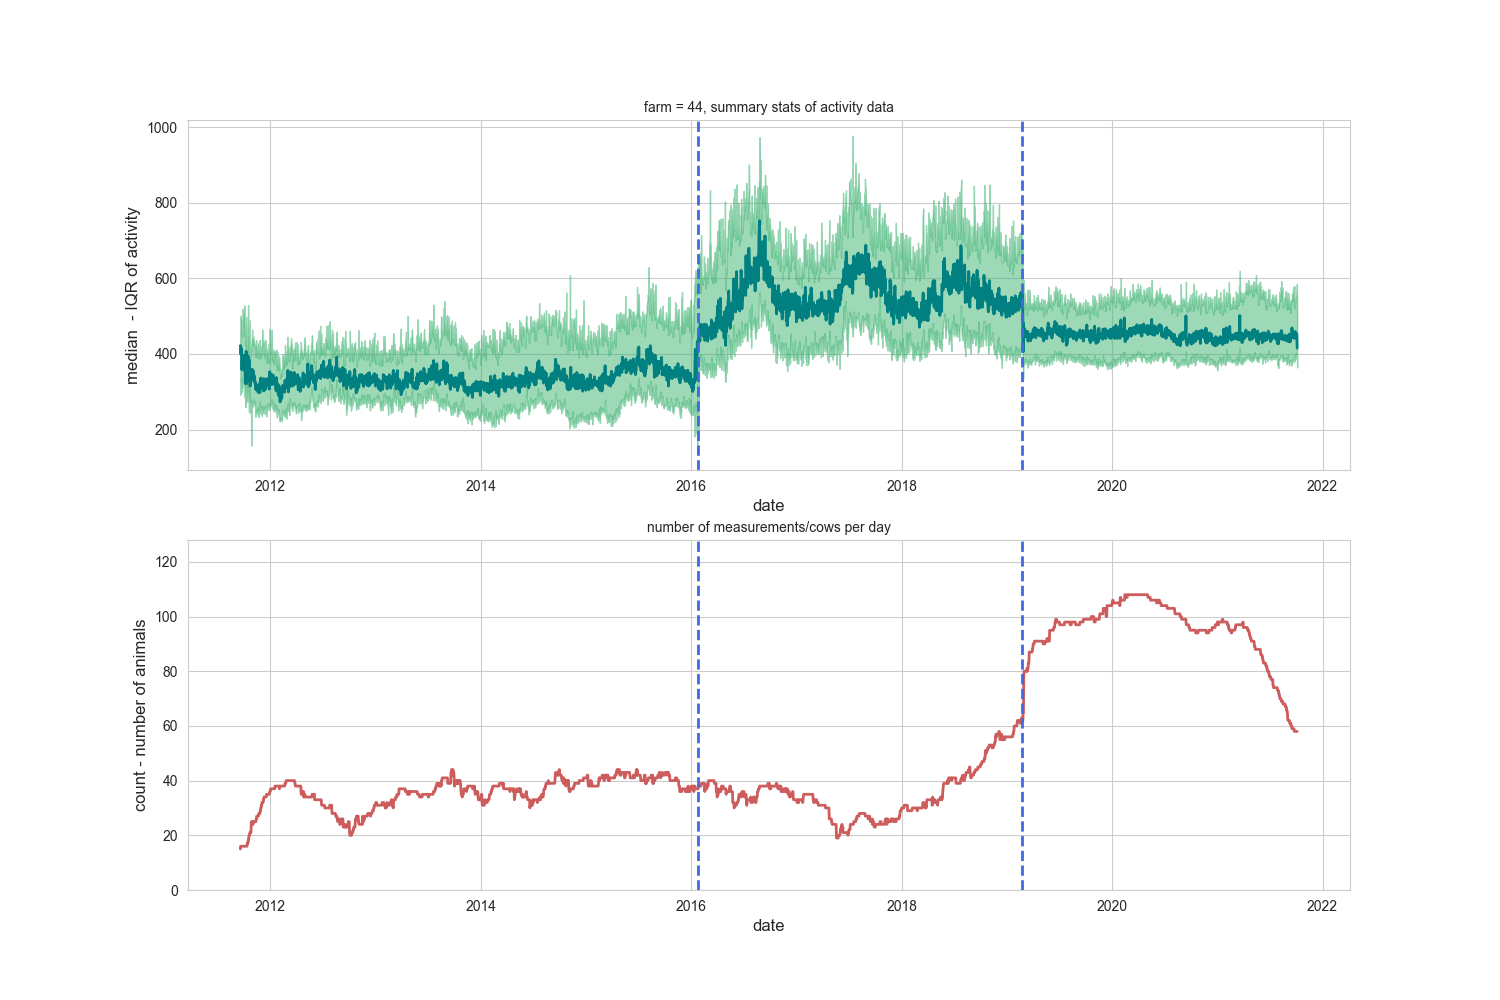 farm = 44, summary stats of activity data
median  - IQR of activity
1000
800
600
400
200
2012 2014 2016 2018 2020 2022
date
number of measurements/cows per day
count - number of animals
120
100
80
60
40
20
0
2012 2014 2016 2018 2020 2022
date